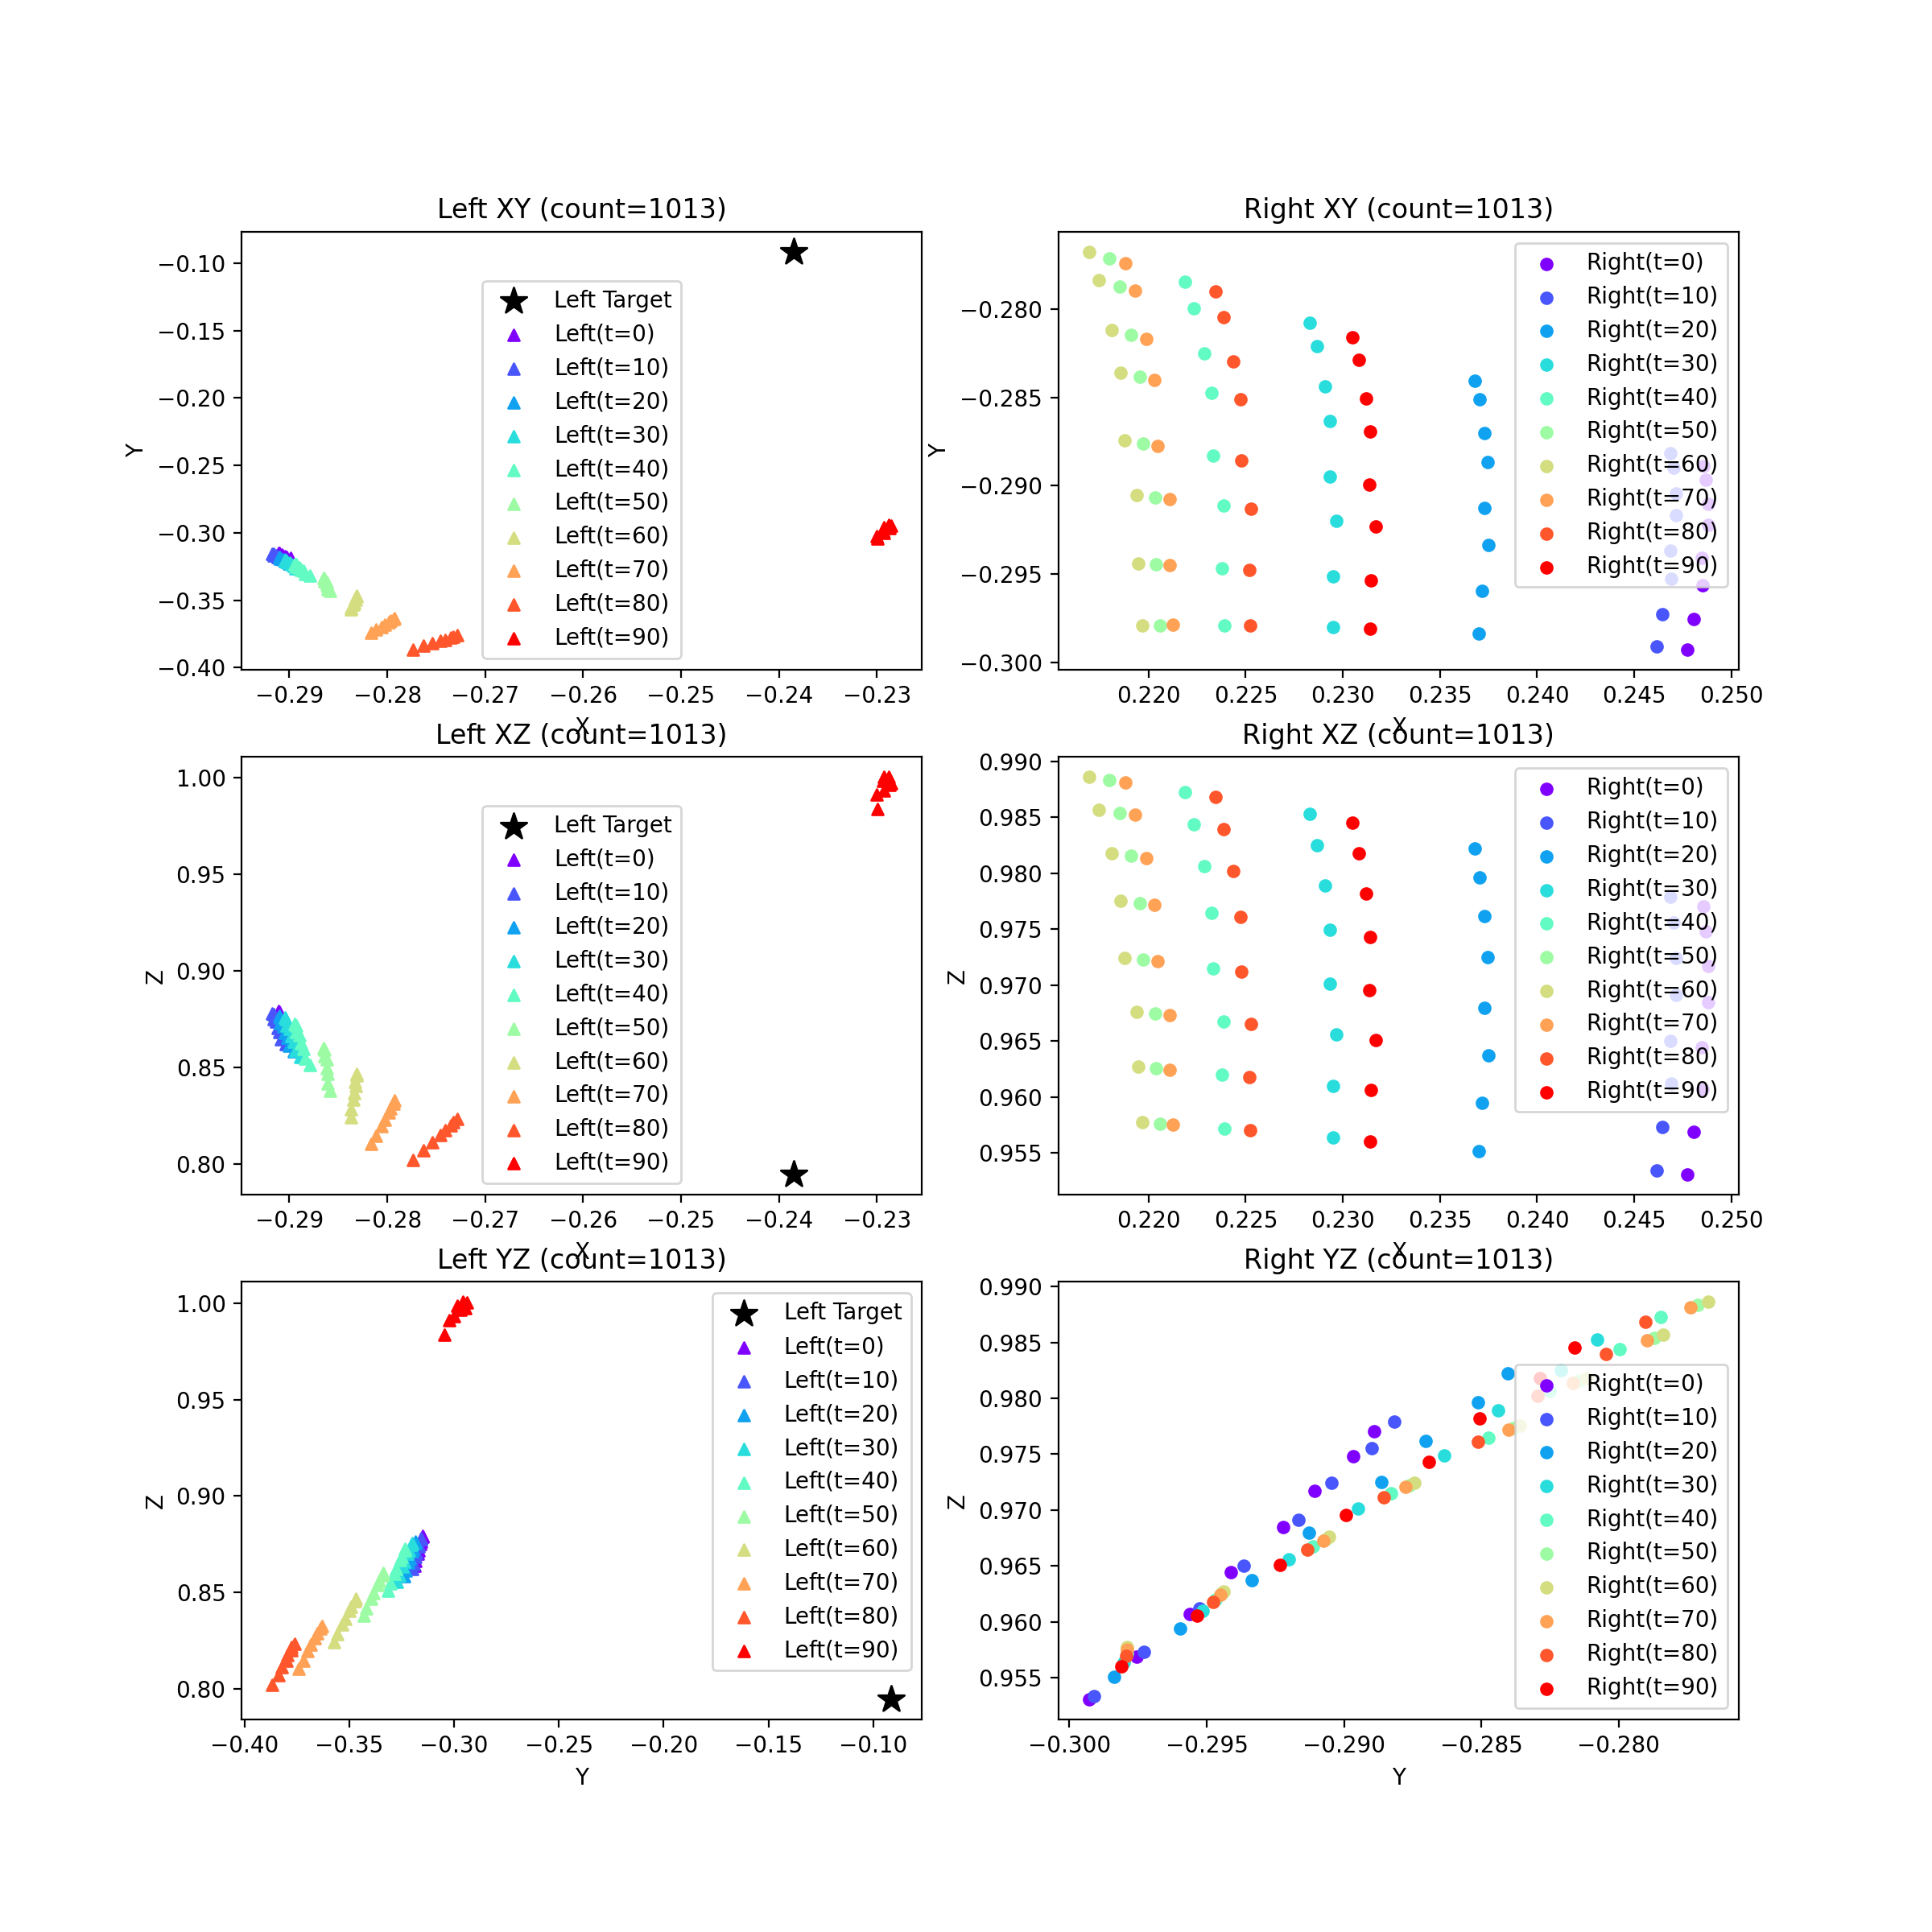 Left XY (count=1013)
Y
−0.10
−0.15
−0.20
−0.25
−0.30
−0.35
−0.40
Left Target
Left(t=0)
Left(t=10)
Left(t=20)
Left(t=30)
Left(t=40)
Left(t=50)
Left(t=60)
Left(t=70)
Left(t=80)
Left(t=90)
−0.29 −0.28 −0.27 −0.26 −0.25 −0.24 −0.23
X
Right XY (count=1013)
Y
−0.280
−0.285
−0.290
−0.295
−0.300
Right(t=0)
Right(t=10)
Right(t=20)
Right(t=30)
Right(t=40)
Right(t=50)
Right(t=60)
Right(t=70)
Right(t=80)
Right(t=90)
0.220 0.225 0.230 0.235 0.240 0.245 0.250
X
Left XZ (count=1013)
Z
1.00
0.95
0.90
0.85
0.80
Left Target
Left(t=0)
Left(t=10)
Left(t=20)
Left(t=30)
Left(t=40)
Left(t=50)
Left(t=60)
Left(t=70)
Left(t=80)
Left(t=90)
−0.29 −0.28 −0.27 −0.26 −0.25 −0.24 −0.23
X
Right XZ (count=1013)
Z
0.990
0.985
0.980
0.975
0.970
0.965
0.960
0.955
Right(t=0)
Right(t=10)
Right(t=20)
Right(t=30)
Right(t=40)
Right(t=50)
Right(t=60)
Right(t=70)
Right(t=80)
Right(t=90)
0.220 0.225 0.230 0.235 0.240 0.245 0.250
X
Left YZ (count=1013)
Z
1.00
0.95
0.90
0.85
0.80
Left Target
Left(t=0)
Left(t=10)
Left(t=20)
Left(t=30)
Left(t=40)
Left(t=50)
Left(t=60)
Left(t=70)
Left(t=80)
Left(t=90)
−0.40 −0.35 −0.30 −0.25 −0.20 −0.15 −0.10
Y
Right YZ (count=1013)
Z
0.990
0.985
0.980
0.975
0.970
0.965
0.960
0.955
Right(t=0)
Right(t=10)
Right(t=20)
Right(t=30)
Right(t=40)
Right(t=50)
Right(t=60)
Right(t=70)
Right(t=80)
Right(t=90)
−0.300 −0.295 −0.290 −0.285 −0.280
Y